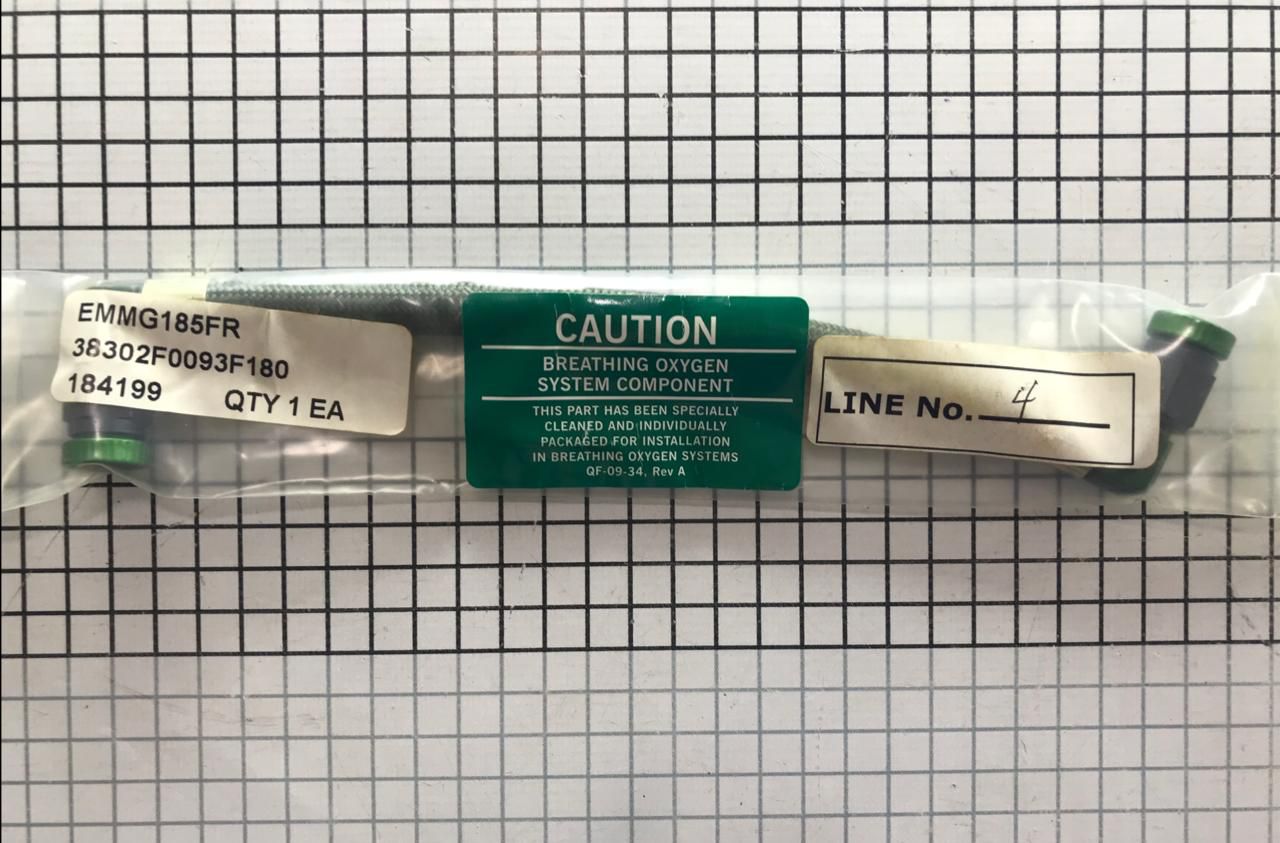 EMMG185FR
38302F0093F180
184199 QTY 1 EA
CAUTION
BREATHING OXYGEN
SYSTEM COMPONENT
THIS PART HAS BEEN SPECIALLY
CLEANED AND INDIVIDUALLY
PACKAGED FOR INSTALLATION
IN BREATHING OXYGEN SYSTEMS
QF-09-34, Rev A
LINE No. 4